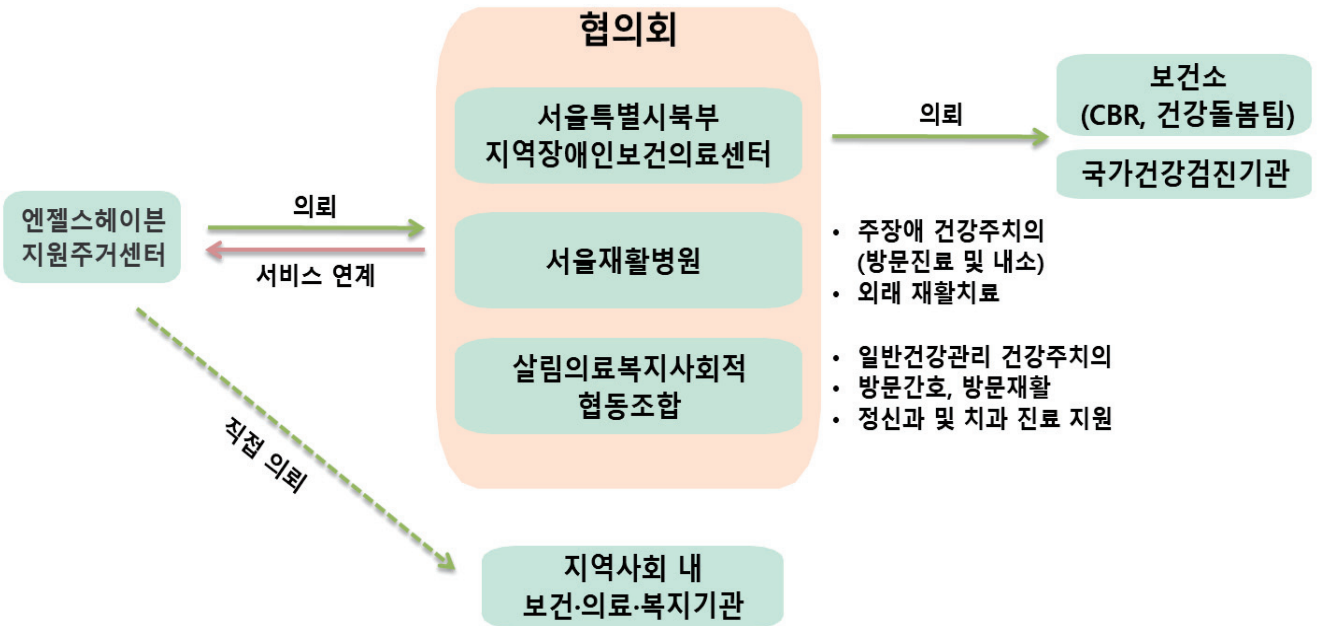 협의회
서울특별시북부
지역장애인보건의료센터
의뢰
보건소
(CBR, 건강돌봄팀)
국가건강검진기관
엔젤스헤이븐
지원주거센터
의뢰
서비스 연계
서울재활병원
• 주장애 건강주치의
(방문진료 및 내소)
• 외래 재활치료
살림의료복지사회적
협동조합
• 일반건강관리 건강주치의
• 방문간호, 방문재활
• 정신과 및 치과 진료 지원
직접 의뢰
지역사회 내
보건·의료·복지기관